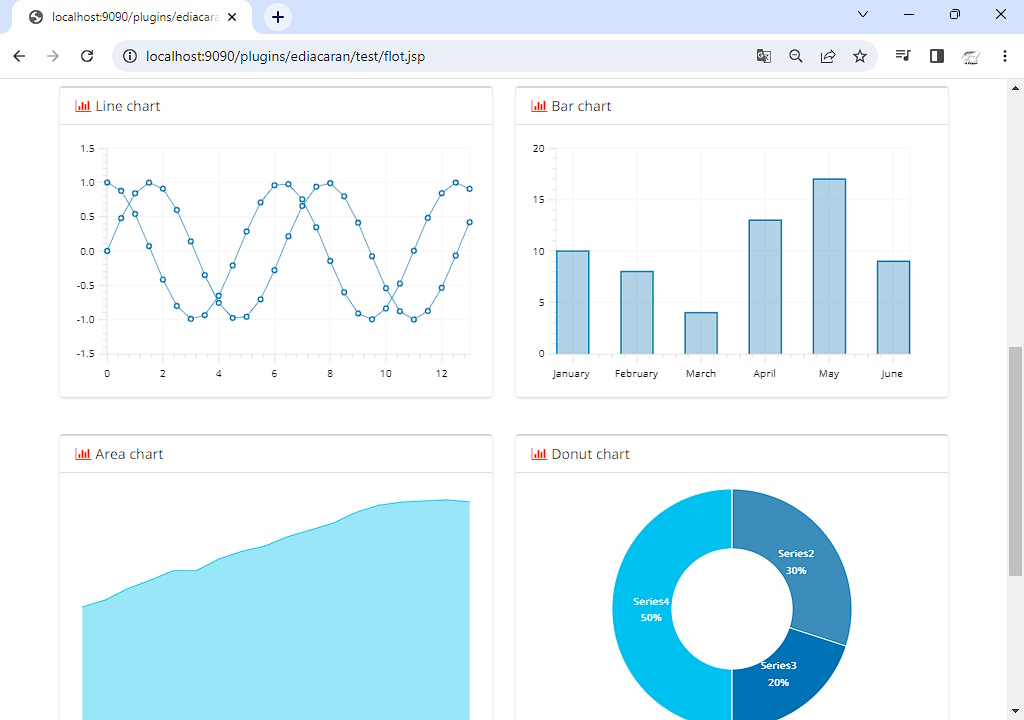 localhost:9090/plugins/ediacara
localhost:9090/plugins/ediacaran/test/flot.jsp
Line chart
1.5
1.0
0.5
0.0
-0.5
-1.0
-1.5
0 2 4 6 8 10 12
Bar chart
20
15
10
5
0
January February March April May June
Area chart
Donut chart
Series2
30%
Series4
50%
Series3
20%